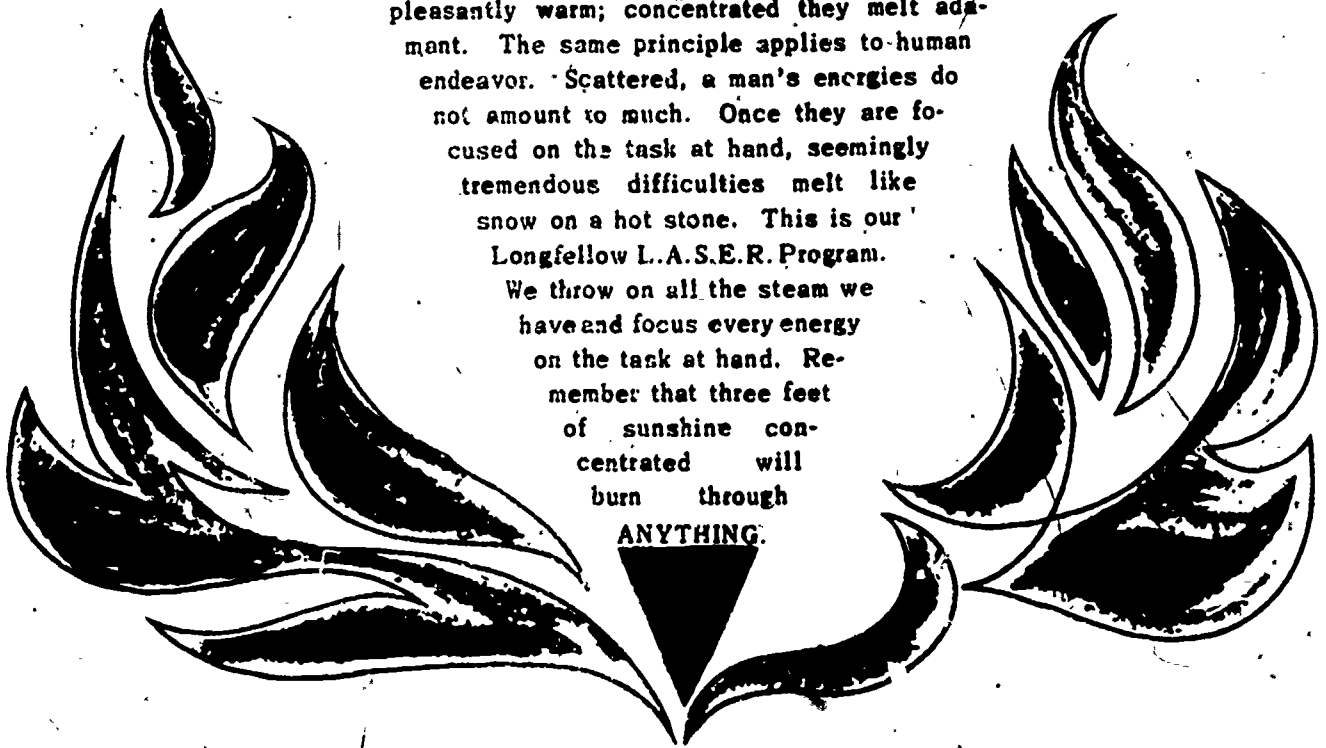 pleasantly warm; concentrated they melt ada-
mant. The same principle applies to human
endeavor. Scattered, a man's energies do
not amount to much. Once they are fo-
cused on the task at hand, seemingly
tremendous difficulties melt like
snow on a hot stone. This is our
Longfellow L.A.S.E.R. Program.
We throw on all the steam we
have and focus every energy
on the task at hand. Re-
member that three feet
of sunshine con-
centrated will
burn through
ANYTHING.